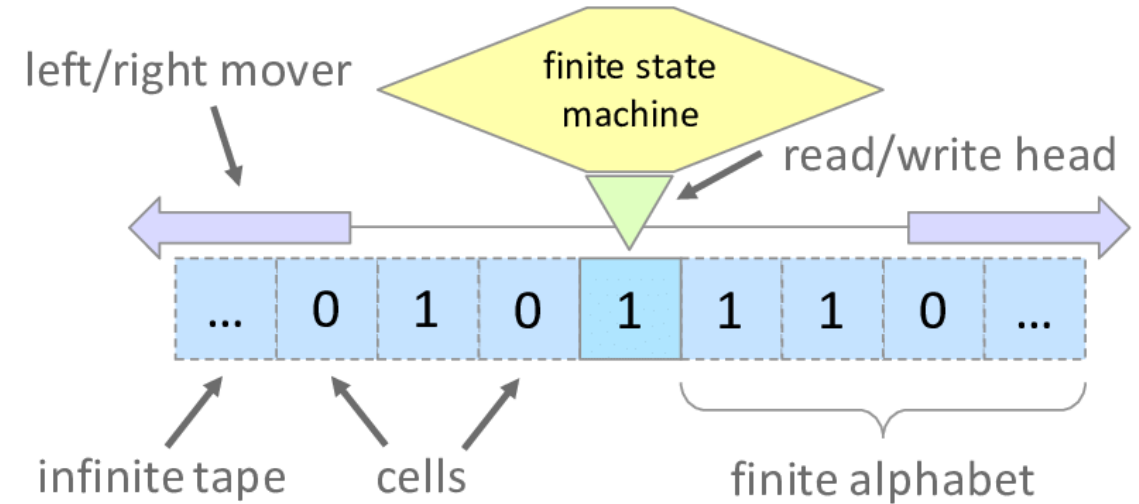 finite state
machine
left/right mover
read/write head
... 0 1 0 1 1 1 0 ...
infinite tape
cells
finite alphabet